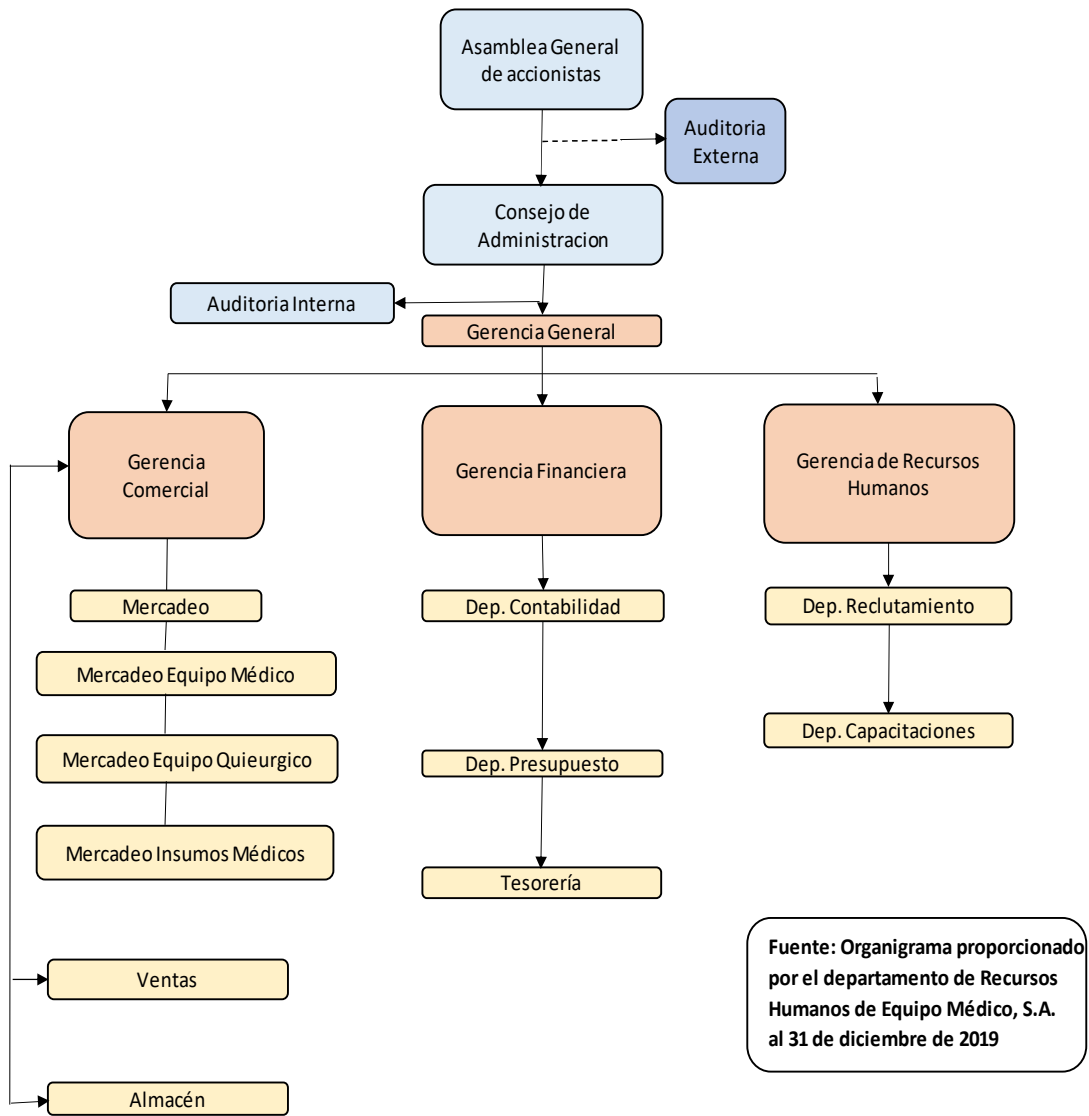 Asamblea General
de accionistas
Auditoria
Externa
Consejo de
Administracion
Auditoria Interna
Gerencia General
Gerencia
Comercial
Gerencia Financiera
Gerencia de Recursos
Humanos
Mercadeo
Dep. Contabilidad
Dep. Reclutamiento
Mercadeo Equipo Médico
Mercadeo Equipo Quieurgico
Dep. Presupuesto
Dep. Capacitaciones
Mercadeo Insumos Médicos
Tesorería
Ventas
Almacén
Fuente: Organigrama proporcionado
por el departamento de Recursos
Humanos de Equipo Médico, S.A.
al 31 de diciembre de 2019